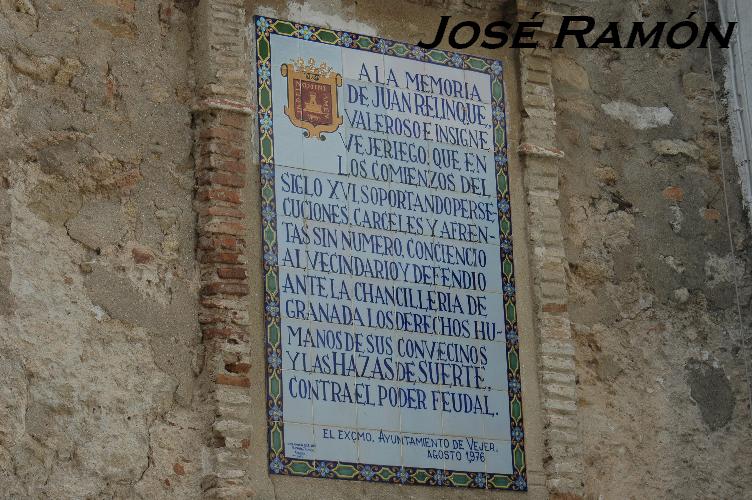 JOSÉ RAMÓN
A LA MEMORIA
DE JUAN RELINQUE
VALEROSO E INSIGNE
VEJERIEGO, QUE EN
LOS COMIENZOS DEL
SIGLO XVI, SOPORTANDO PERSE
CUCIONES, CARCELES Y AFREN-
TAS SIN NUMERO, CONCIENCIO
AL VECINDARIO Y DEFENDIO
ANTE LA CHANCILLERIA DE
GRANADA LOS DERECHOS HU-
MANOS DE SUS CONVECINOS
Y LAS HAZAS DE SUERTE,
CONTRA EL PODER FEUDAL.
EL EXCMO. AYUNTAMIENTO DE VEJER.
AGOSTO 1,976